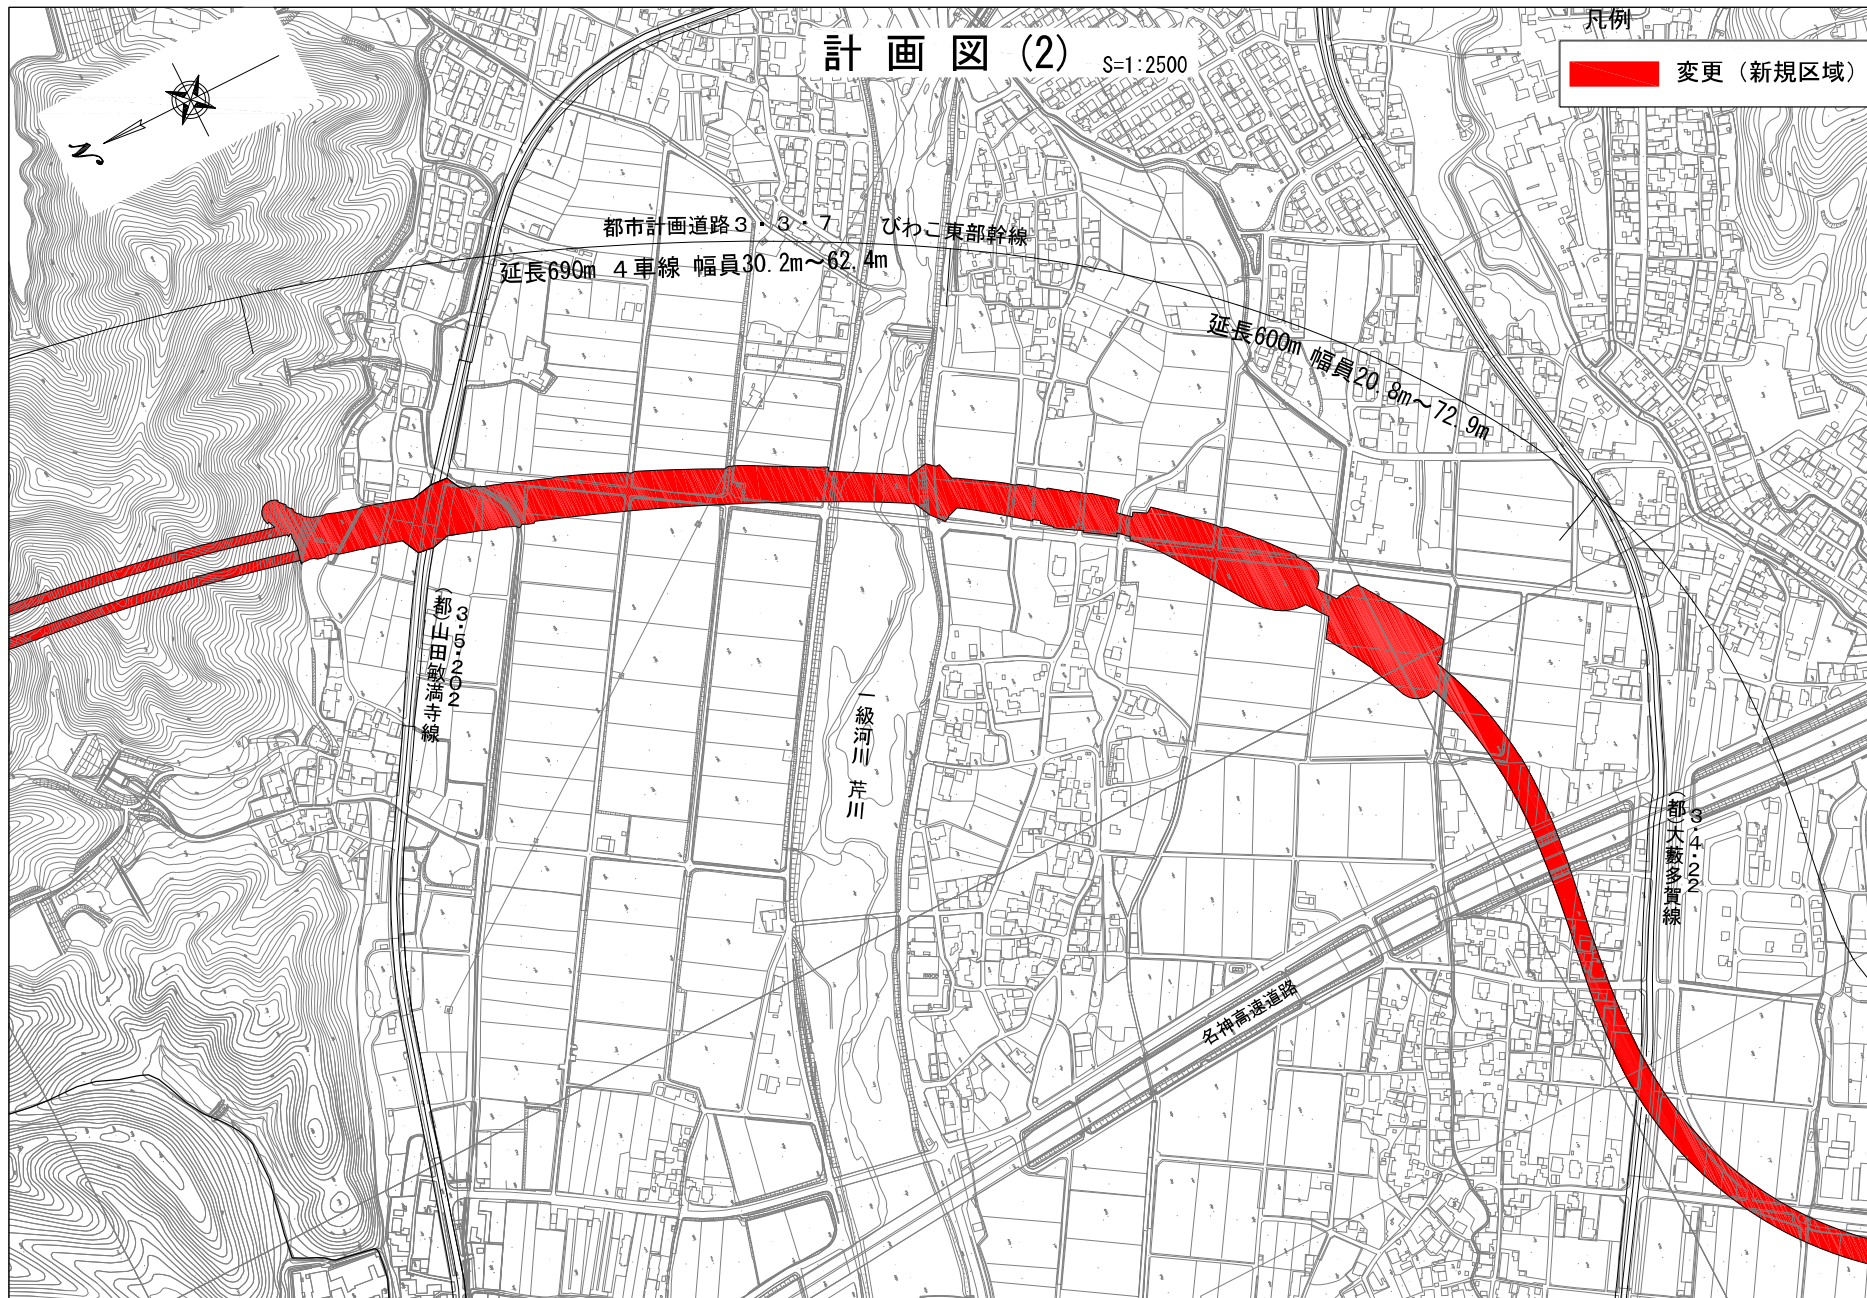 計画図(2) S=1:2500
凡例
変更（新規区域）
N
都市計画道路3・3・7 びわこ東部幹線
延長690m 4車線 幅員30.2m～62.4m
延長600m 幅員20.8m～72.9m
3・5・202
(都)山田敏満寺線
一級河川 芹川
3・4・22
(都)大藪多賀線
名神高速道路